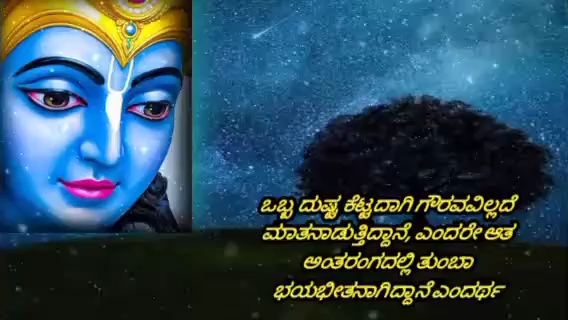 ಒಬ್ಬ ದುಷ್ಟ ಕೆಟ್ಟದಾಗಿ ಗೌರವವಿಲ್ಲದೆ
ಮಾತನಾಡುತ್ತಿದ್ದಾನೆ, ಎಂದರೇ ಆತ
ಅಂತರಂಗದಲ್ಲಿ ತುಂಬಾ
ಭಯಭೀತನಾಗಿದ್ದಾನೆ ಎಂದರ್ಥ